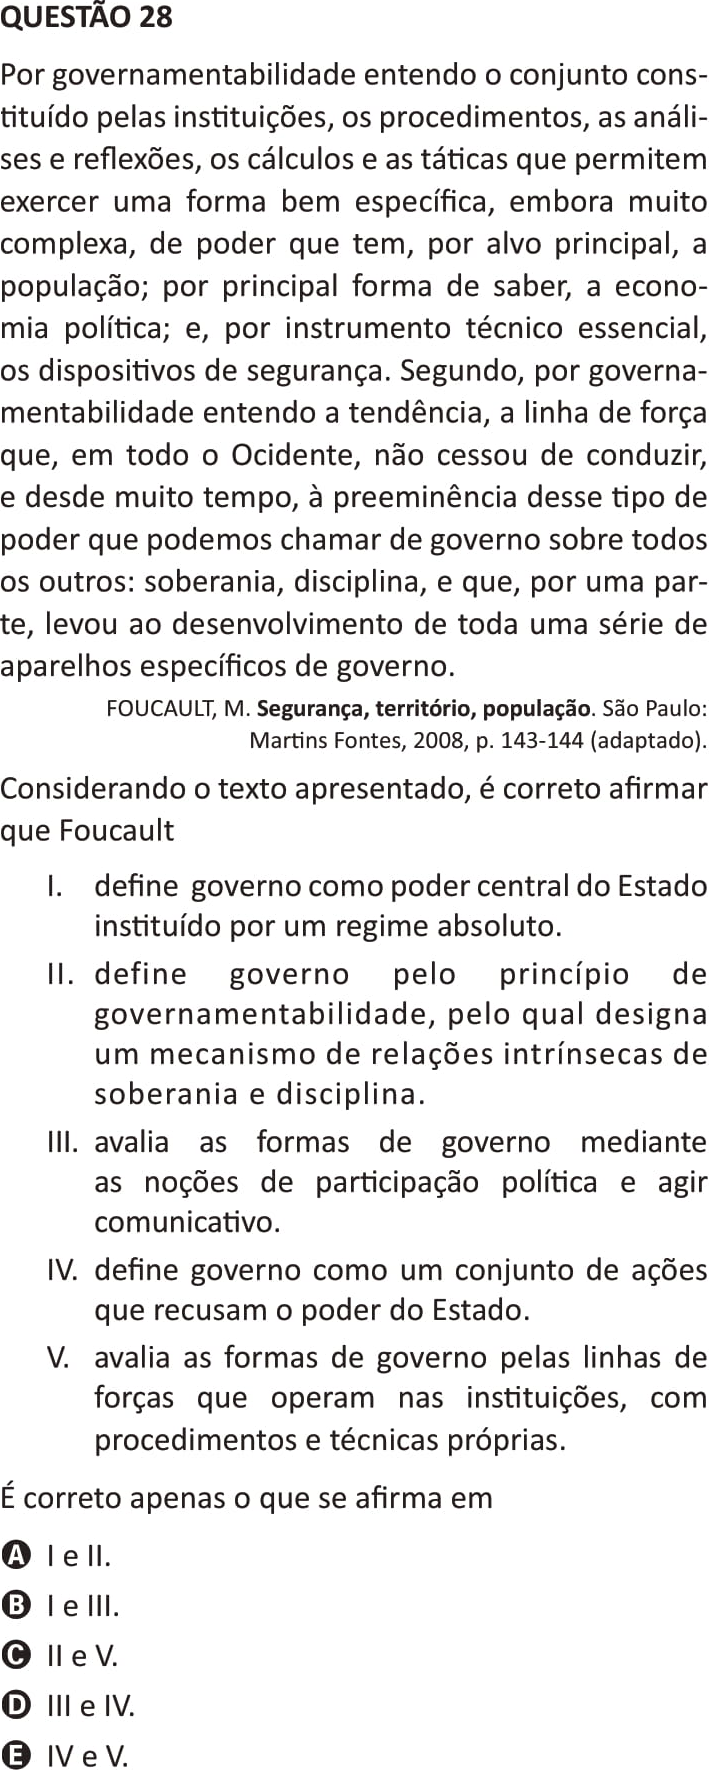 QUESTÃO 28
Por governamentabilidade entendo o conjunto cons-
tituído pelas instituições, os procedimentos, as análi-
ses e reflexões, os cálculos e as táticas que permitem
exercer uma forma bem específica, embora muito
complexa, de poder que tem, por alvo principal, a
população; por principal forma de saber, a econo-
mia política; e, por instrumento técnico essencial,
os dispositivos de segurança. Segundo, por governa-
mentabilidade entendo a tendência, a linha de força
que, em todo o Ocidente, não cessou de conduzir,
e desde muito tempo, à preeminência desse tipo de
poder que podemos chamar de governo sobre todos
os outros: soberania, disciplina, e que, por uma par-
te, levou ao desenvolvimento de toda uma série de
aparelhos específicos de governo.
FOUCAULT, M. Segurança, território, população. São Paulo:
Martins Fontes, 2008, p. 143-144 (adaptado).
Considerando o texto apresentado, é correto afirmar
que Foucault
I. define governo como poder central do Estado
instituído por um regime absoluto.
II. define governo pelo princípio de
governamentabilidade, pelo qual designa
um mecanismo de relações intrínsecas de
soberania e disciplina.
III. avalia as formas de governo mediante
as noções de participação política e agir
comunicativo.
IV. define governo como um conjunto de ações
que recusam o poder do Estado.
V. avalia as formas de governo pelas linhas de
forças que operam nas instituições, com
procedimentos e técnicas próprias.
É correto apenas o que se afirma em
A I e II.
B I e III.
C II e V.
D III e IV.
E IV e V.